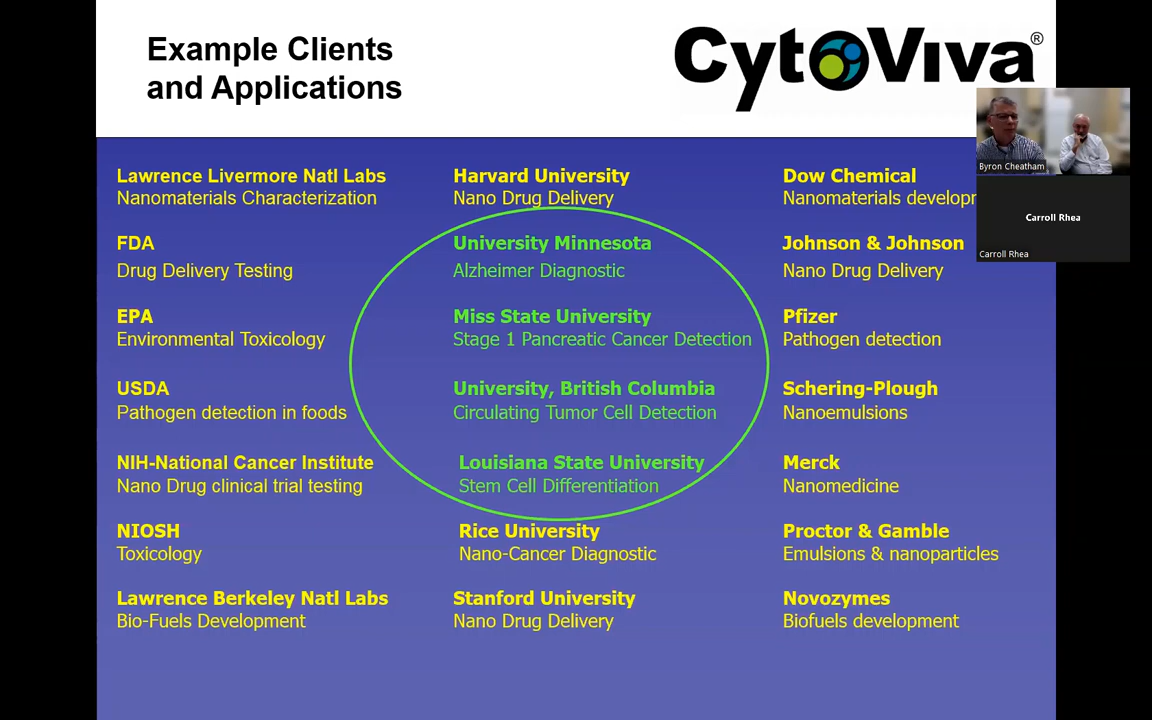 Example Clients
and Applications
CytoViva®
Byron Cheatham
Carroll Rhea
Carroll Rhea
Lawrence Livermore Natl Labs
Nanomaterials Characterization
FDA
Drug Delivery Testing
EPA
Environmental Toxicology
USDA
Pathogen detection in foods
NIH-National Cancer Institute
Nano Drug clinical trial testing
NIOSH
Toxicology
Lawrence Berkeley Natl Labs
Bio-Fuels Development
Harvard University
Nano Drug Delivery
University Minnesota
Alzheimer Diagnostic
Miss State University
Stage 1 Pancreatic Cancer Detection
University, British Columbia
Circulating Tumor Cell Detection
Louisiana State University
Stem Cell Differentiation
Rice University
Nano-Cancer Diagnostic
Stanford University
Nano Drug Delivery
Dow Chemical
Nanomaterials
Johnson & Johnson
Nano Drug Delivery
Pfizer
Pathogen detection
Schering-Plough
Nanoemulsions
Merck
Nanomedicine
Proctor & Gamble
Emulsions & nanoparticles
Novozymes
Biofuels development